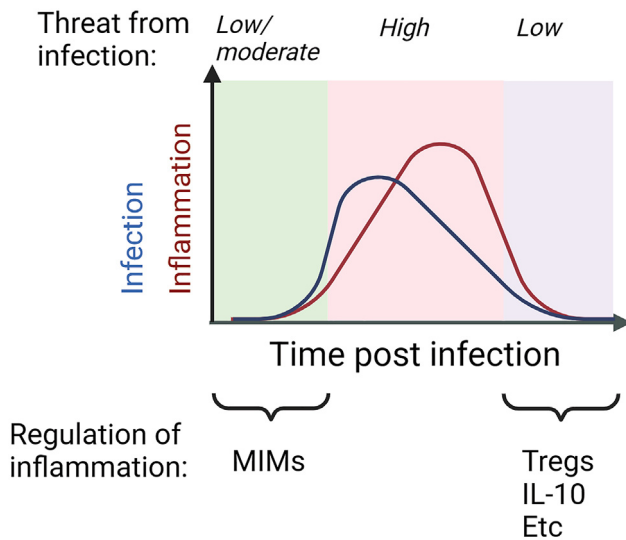 Threat from
infection:
Low/
moderate
High
Low
Infection
Inflammation
Time post infection
Regulation of
inflammation:
MIMs
Tregs
IL-10
Etc